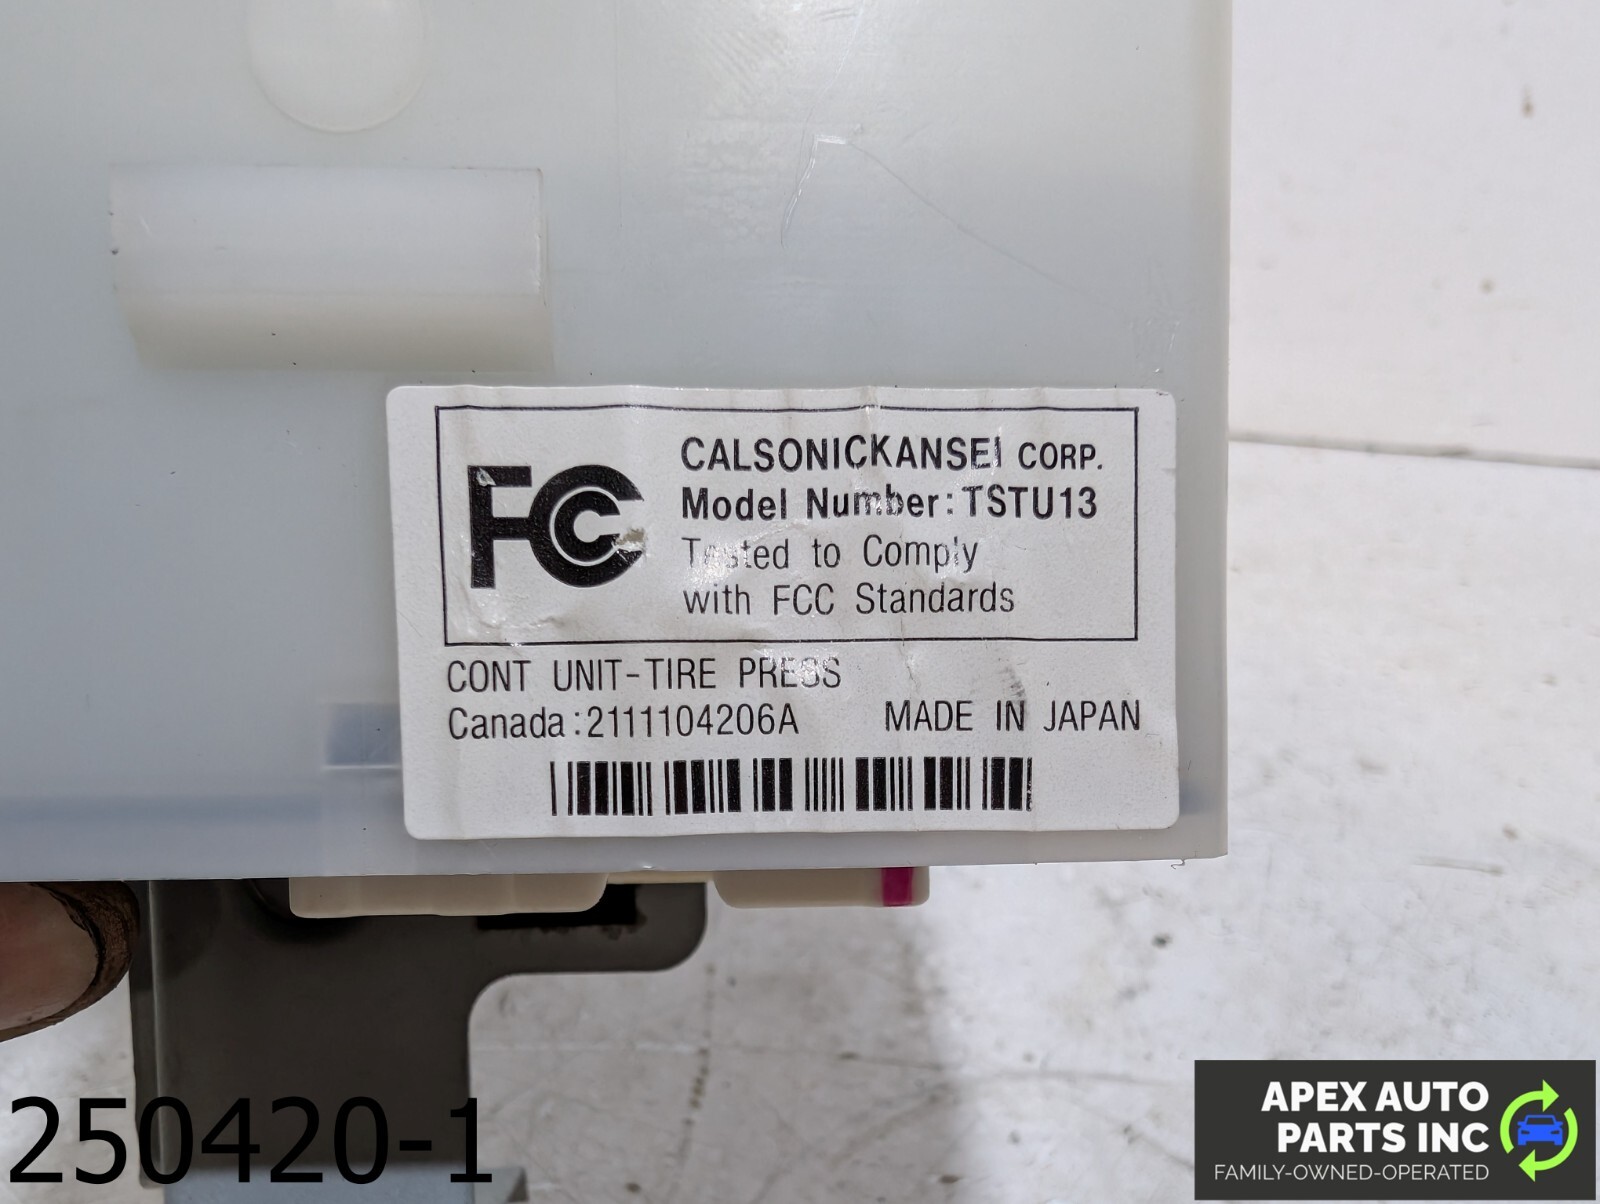 FC
CALSONICKANSEI CORP.
Model Number:TSTU13
Tested to Comply
with FCC Standards
CONT UNIT-TIRE PRESS
Canada:2111104206A MADE IN JAPAN
250420-1
APEX AUTO
PARTS INC
FAMILY-OWNED-OPERATED